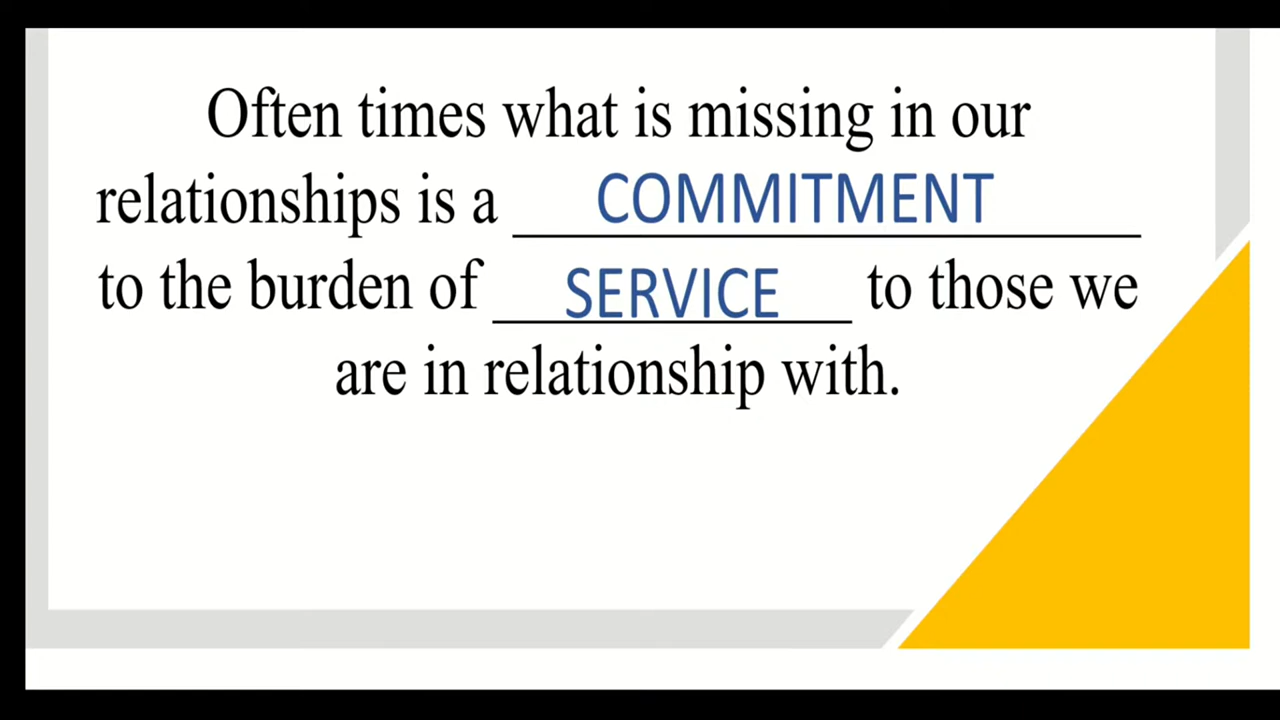 Often times what is missing in our
relationships is a COMMITMENT
to the burden of SERVICE to those we
are in relationship with.